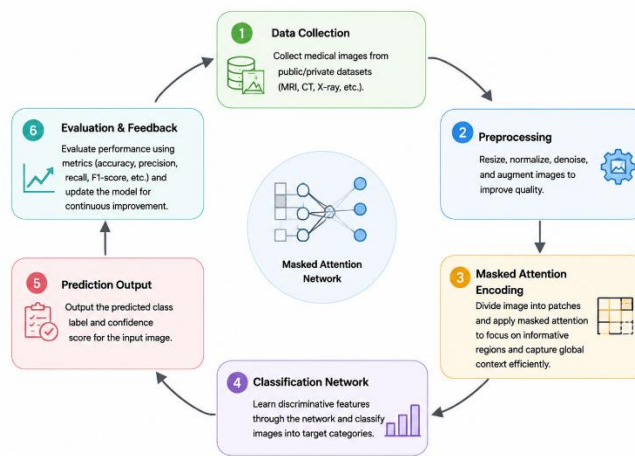 1
Data Collection
Collect medical images from
public/private datasets
(MRI, CT, X-ray, etc.).
2
Preprocessing
Resize, normalize, denoise,
and augment images to
improve quality.
3
Masked Attention
Encoding
Divide image into patches
and apply masked attention
to focus on informative
regions and capture global
context efficiently.
4
Classification Network
Learn discriminative features
through the network and classify
images into target categories.
5
Prediction Output
Output the predicted class
label and confidence
score for the input image.
6
Evaluation & Feedback
Evaluate performance using
metrics (accuracy, precision,
recall, F1-score, etc.) and
update the model for
continuous improvement.
Masked Attention
Network